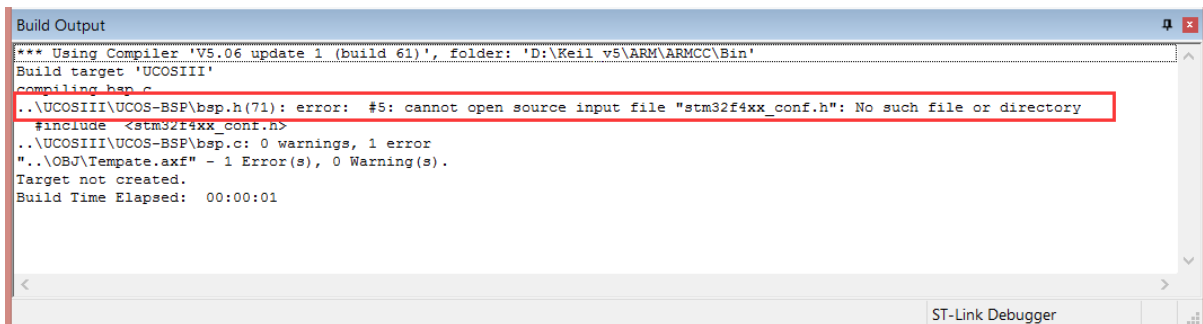 Build Output
*** Using Compiler 'V5.06 update 1 (build 61)', folder: 'D:\Keil v5\ARM\ARMCC\Bin'
Build target 'UCOSIII'
compiling bsp.c
..\UCOSIII\UCOS-BSP\bsp.h(71): error:  #5: cannot open source input file "stm32f4xx_conf.h": No such file or directory
  #include  <stm32f4xx_conf.h>
..\UCOSIII\UCOS-BSP\bsp.c: 0 warnings, 1 error
"..\OBJ\Tempate.axf" - 1 Error(s), 0 Warning(s).
Target not created.
Build Time Elapsed:  00:00:01
ST-Link Debugger